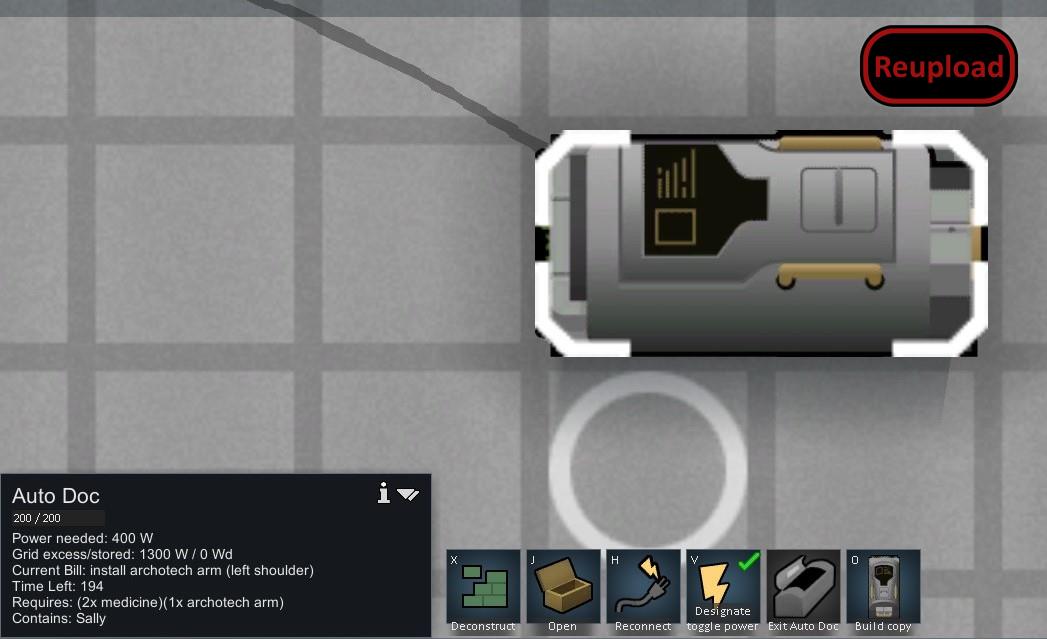 Reupload
Auto Doc
200 / 200
Power needed: 400 W
Grid excess/stored: 1300 W / 0 Wd
Current Bill: install archotech arm (left shoulder)
Time Left: 194
Requires: (2x medicine)(1x archotech arm)
Contains: Sally
X
Deconstruct
J
Open
H
Reconnect
V
Designate
toggle power
Exit Auto Doc
O
Build copy